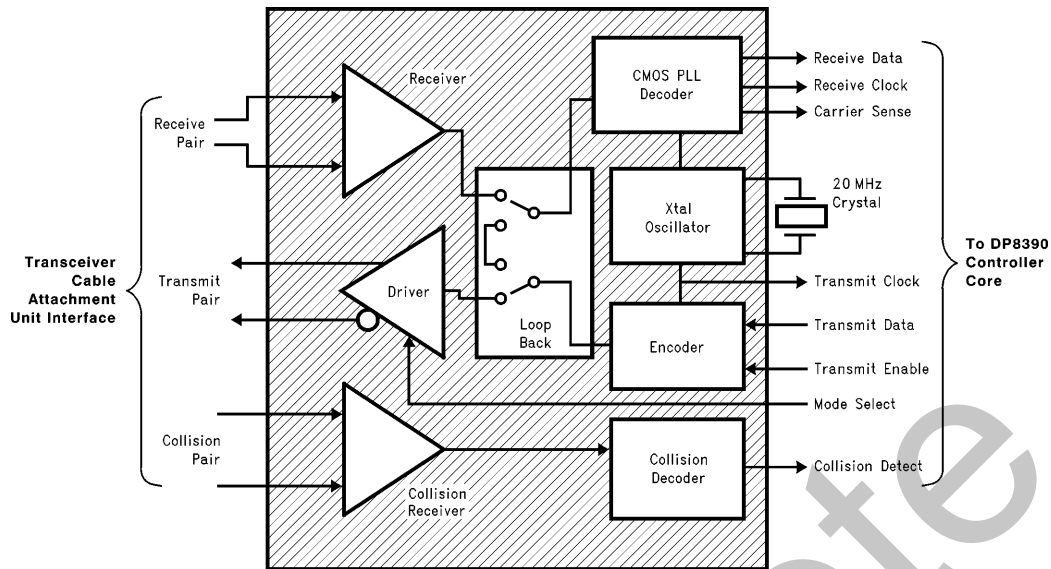 Receiver
CMOS PLL
Decoder
Receive Data
Receive Clock
Carrier Sense
Receive
Pair
Xtal
Oscillator
20 MHz
Crystal
Transceiver
Cable
Attachment
Unit Interface
Transmit
Pair
Driver
Loop
Back
Encoder
Transmit Clock
Transmit Data
Transmit Enable
Mode Select
To DP8390
Controller
Core
Collision
Pair
Collision
Receiver
Collision
Decoder
Collision Detect
ete